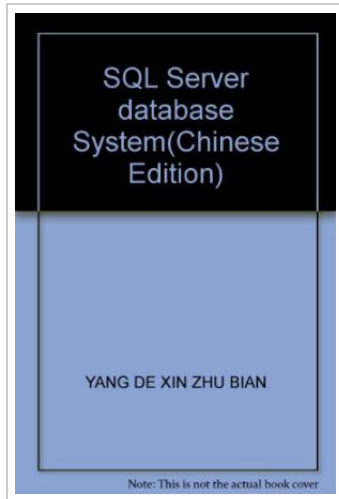 SQL Server
database
System(Chinese
Edition)
YANG DE XIN ZHU BIAN
Note: This is not the actual book cover